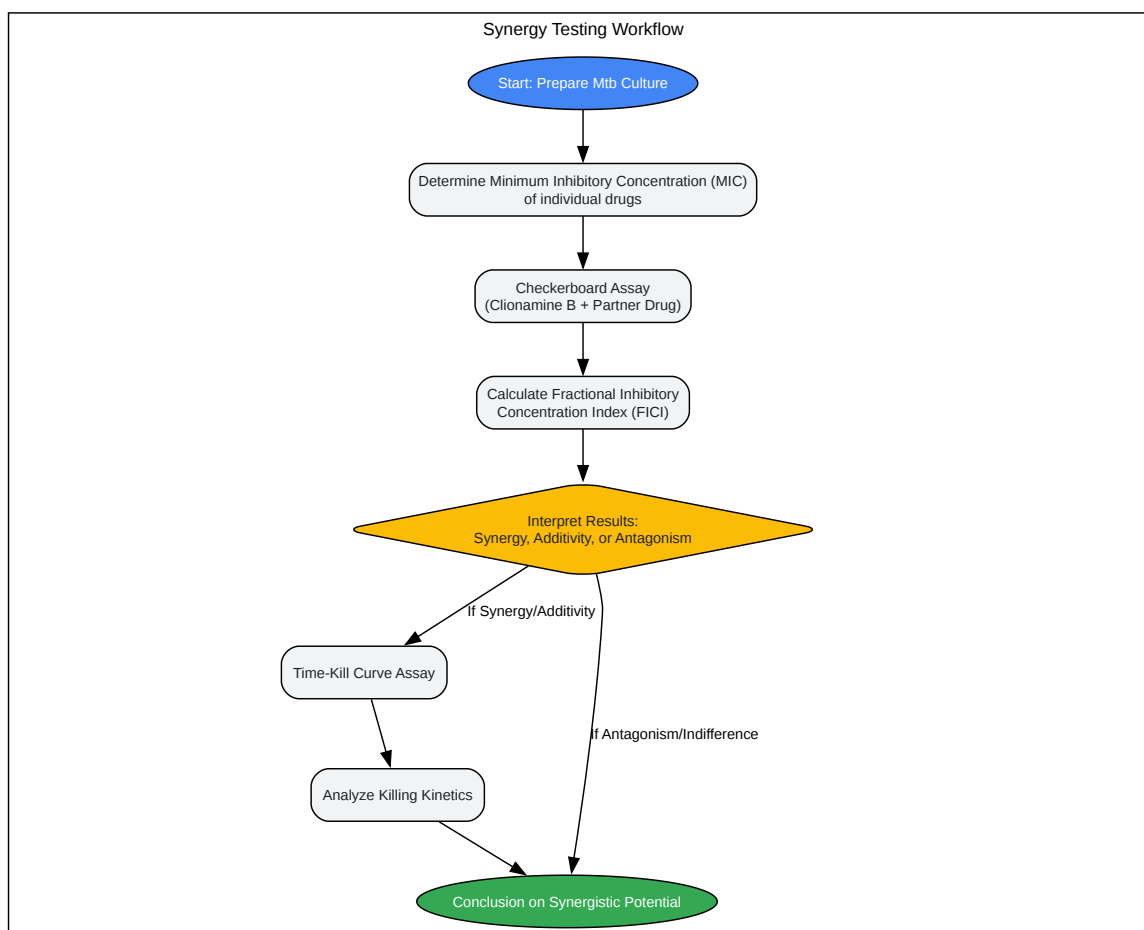 Synergy Testing Workflow
Start: Prepare Mtb Culture
Determine Minimum Inhibitory Concentration (MIC)
of individual drugs
Checkerboard Assay
(Clionamine B + Partner Drug)
Calculate Fractional Inhibitory
Concentration Index (FICI)
Interpret Results:
Synergy, Additivity, or Antagonism
If Synergy/Additivity
Time-Kill Curve Assay
If Antagonism/Indifference
Analyze Killing Kinetics
Conclusion on Synergistic Potential